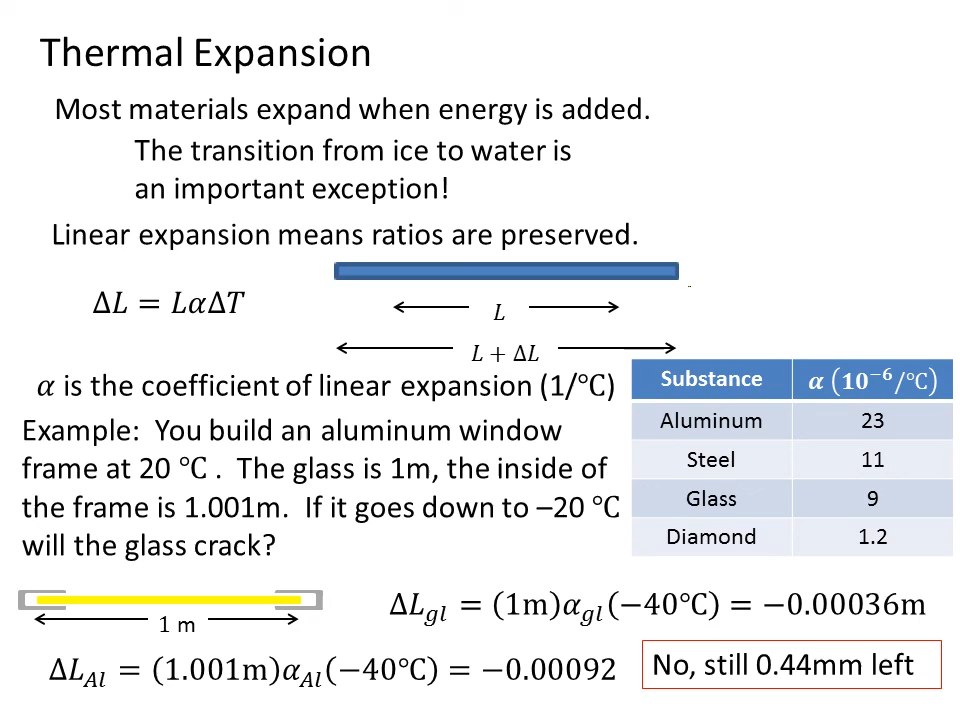 Thermal Expansion
Most materials expand when energy is added.
The transition from ice to water is
an important exception!
Linear expansion means ratios are preserved.
Δ𝐿 = 𝐿𝛼Δ𝑇
𝐿
𝐿 + Δ𝐿
𝛼 is the coefficient of linear expansion (1/℃)
Substance 𝜶 (𝟏𝟎⁻⁶/℃)
Aluminum 23
Steel 11
Glass 9
Diamond 1.2
Example: You build an aluminum window
frame at 20 ℃ . The glass is 1m, the inside of
the frame is 1.001m. If it goes down to –20 ℃
will the glass crack?
1 m
Δ𝐿𝑔𝑙 = (1m)𝛼𝑔𝑙(−40℃) = −0.00036m
Δ𝐿𝐴𝑙 = (1.001m)𝛼𝐴𝑙(−40℃) = −0.00092
No, still 0.44mm left